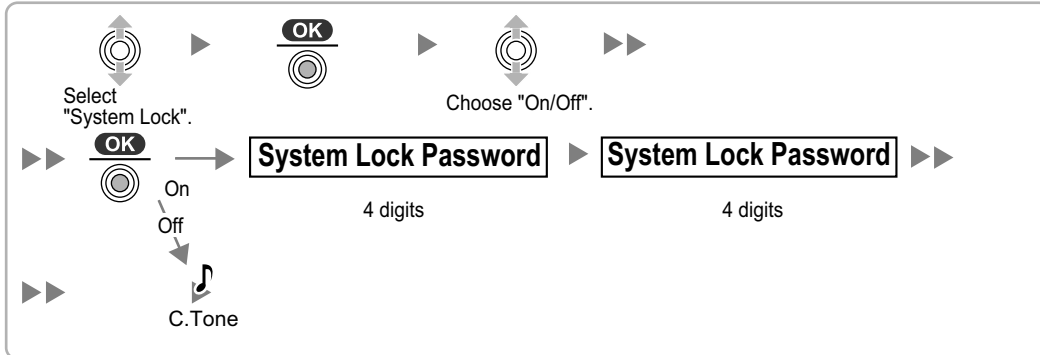 OK
Select
"System Lock".
Choose "On/Off".
OK
System Lock Password
System Lock Password
On
4 digits
4 digits
Off
C.Tone